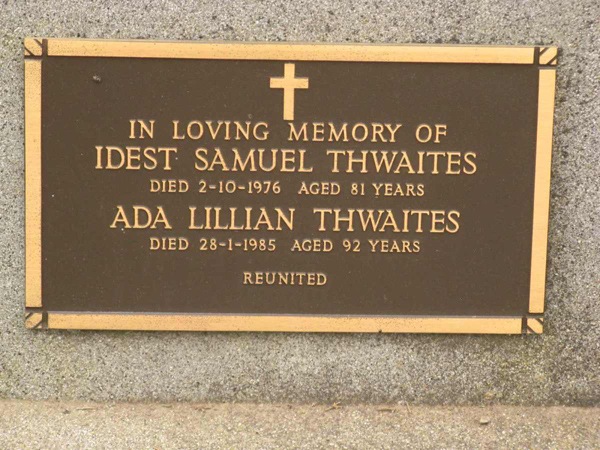 IN LOVING MEMORY OF
IDEST SAMUEL THWAITES
DIED 2-10-1976 AGED 81 YEARS
ADA LILLIAN THWAITES
DIED 28-1-1985 AGED 92 YEARS
REUNITED